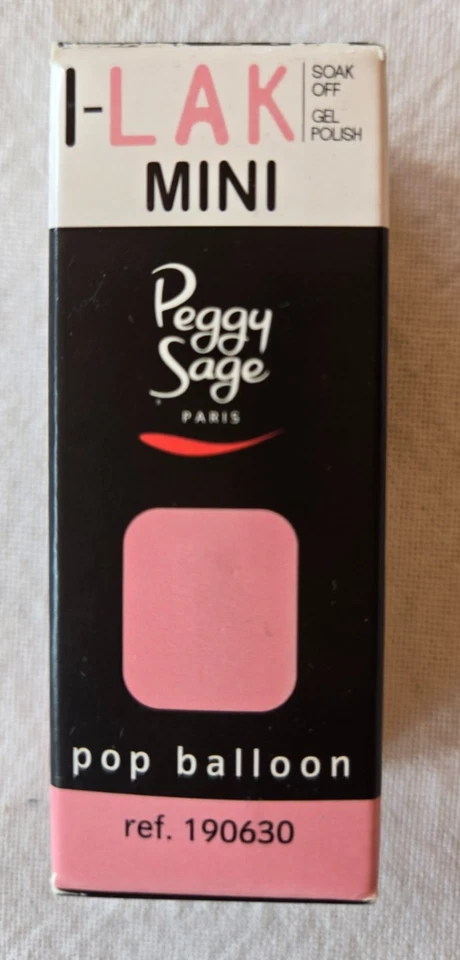 I-LAK
SOAK
OFF
GEL
POLISH
MINI
Peggy
Sage
PARIS
pop balloon
ref. 190630